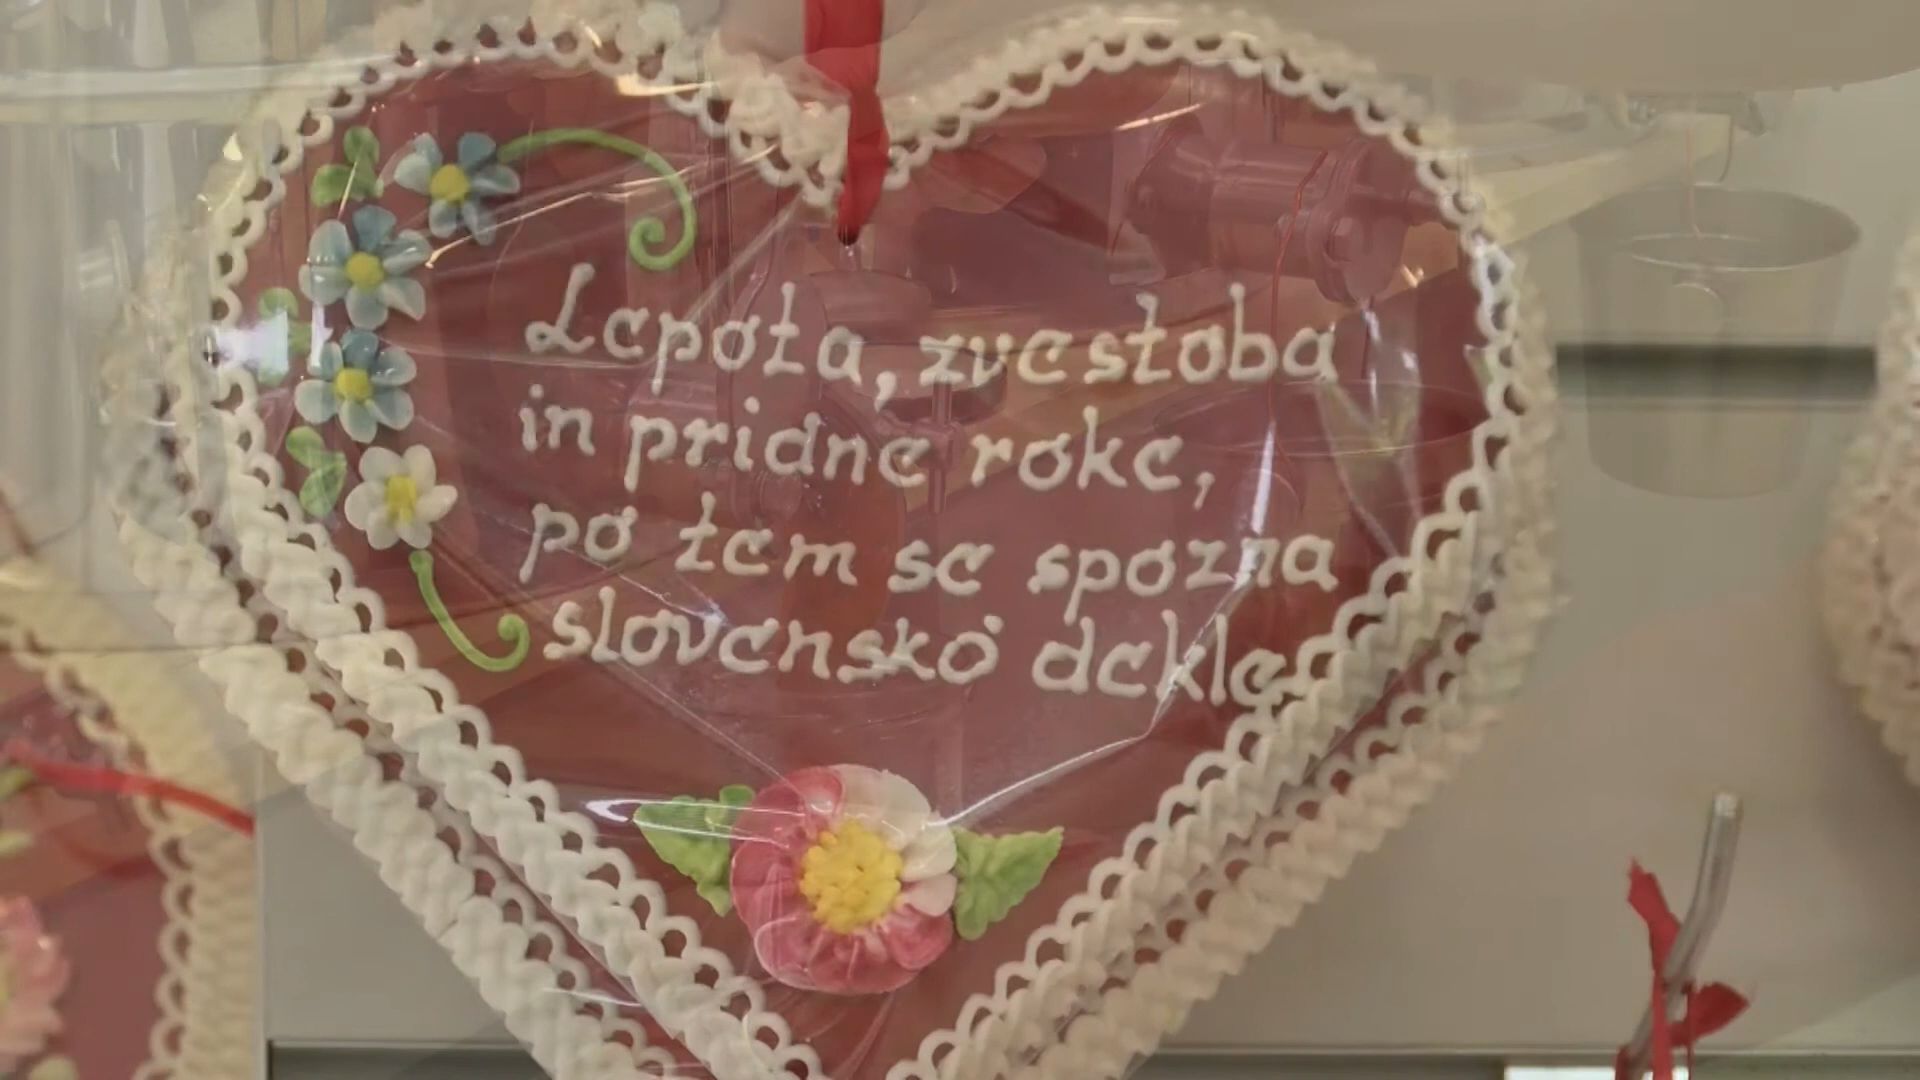 Lepota, zvestoba
in pridne roke,
po tem se spozna
slovensko dekle